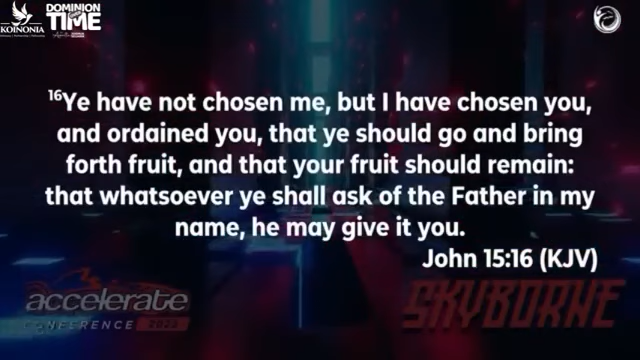 KOINONIA
DOMINION
OVER
TIME
16Ye have not chosen me, but I have chosen you,
and ordained you, that ye should go and bring
forth fruit, and that your fruit should remain:
that whatsoever ye shall ask of the Father in my
name, he may give it you.
John 15:16 (KJV)
accelerate
CONFERENCE
SKYBORNE